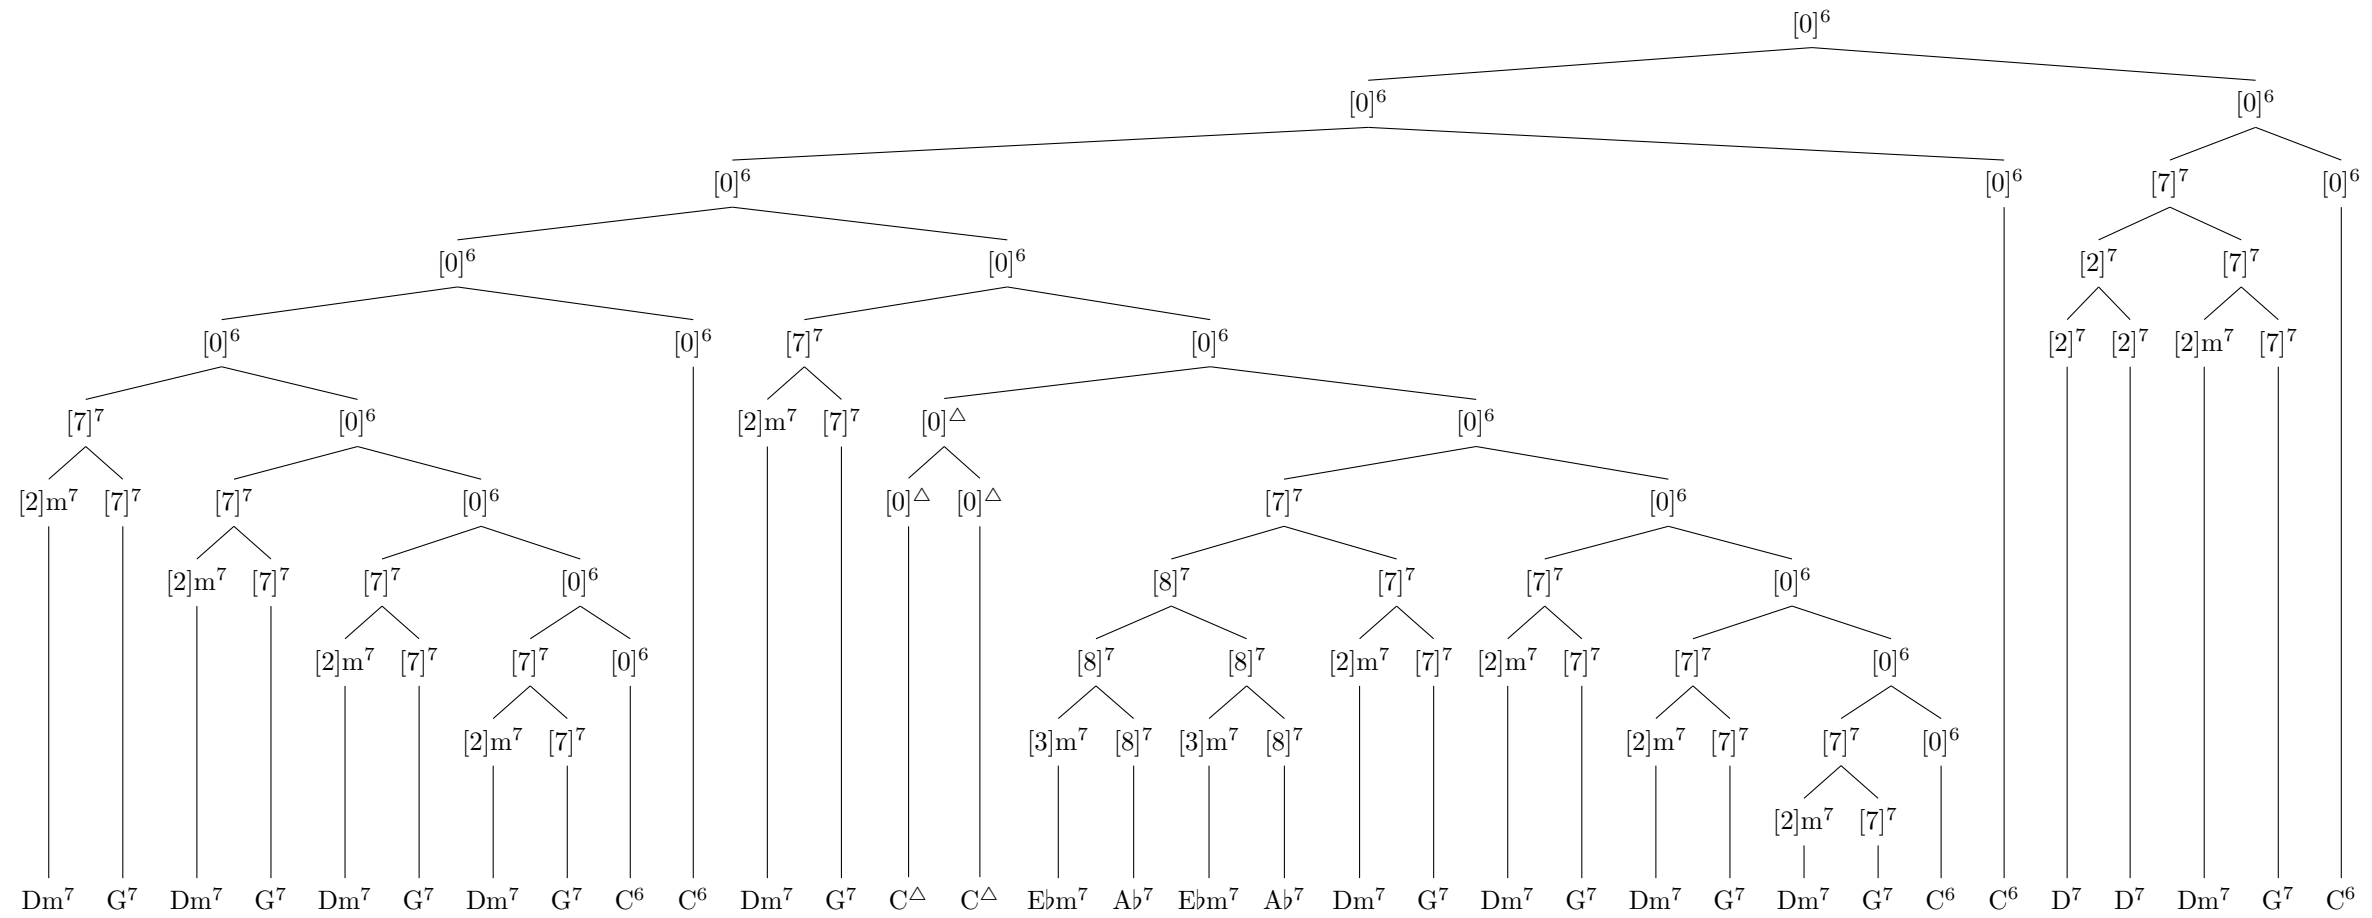 [0]⁶
[0]⁶ [0]⁶
[0]⁶ [0]⁶ [7]⁷ [0]⁶
[0]⁶ [0]⁶ [2]⁷ [7]⁷
[0]⁶ [0]⁶ [7]⁷ [0]⁶ [2]⁷ [2]⁷ [2]m⁷ [7]⁷
[7]⁷ [0]⁶ [2]m⁷ [7]⁷ [0]△ [0]⁶
[2]m⁷ [7]⁷ [7]⁷ [0]⁶ [0]△ [0]△ [7]⁷ [0]⁶
[2]m⁷ [7]⁷ [7]⁷ [0]⁶ [8]⁷ [7]⁷ [7]⁷ [0]⁶
[2]m⁷ [7]⁷ [7]⁷ [0]⁶ [8]⁷ [8]⁷ [2]m⁷ [7]⁷ [2]m⁷ [7]⁷ [7]⁷ [0]⁶
[2]m⁷ [7]⁷ [3]m⁷ [8]⁷ [3]m⁷ [8]⁷ [2]m⁷ [7]⁷ [7]⁷ [0]⁶
[2]m⁷ [7]⁷
Dm⁷ G⁷ Dm⁷ G⁷ Dm⁷ G⁷ Dm⁷ G⁷ C⁶ C⁶ Dm⁷ G⁷ C△ C△ E♭m⁷ A♭⁷ E♭m⁷ A♭⁷ Dm⁷ G⁷ Dm⁷ G⁷ Dm⁷ G⁷ Dm⁷ G⁷ C⁶ C⁶ D⁷ D⁷ Dm⁷ G⁷ C⁶